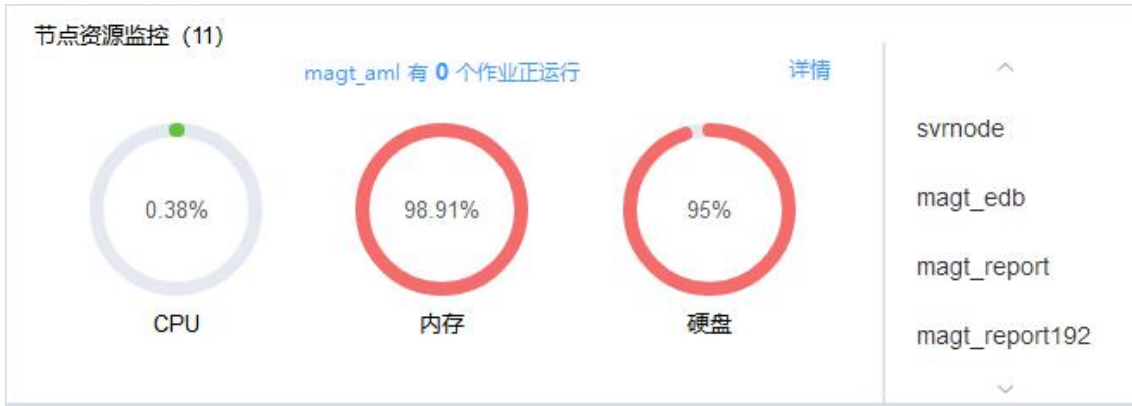 节点资源监控 (11)
magt_aml 有 0 个作业正运行
详情
0.38%
98.91%
95%
CPU
内存
硬盘
svrnode
magt_edb
magt_report
magt_report192